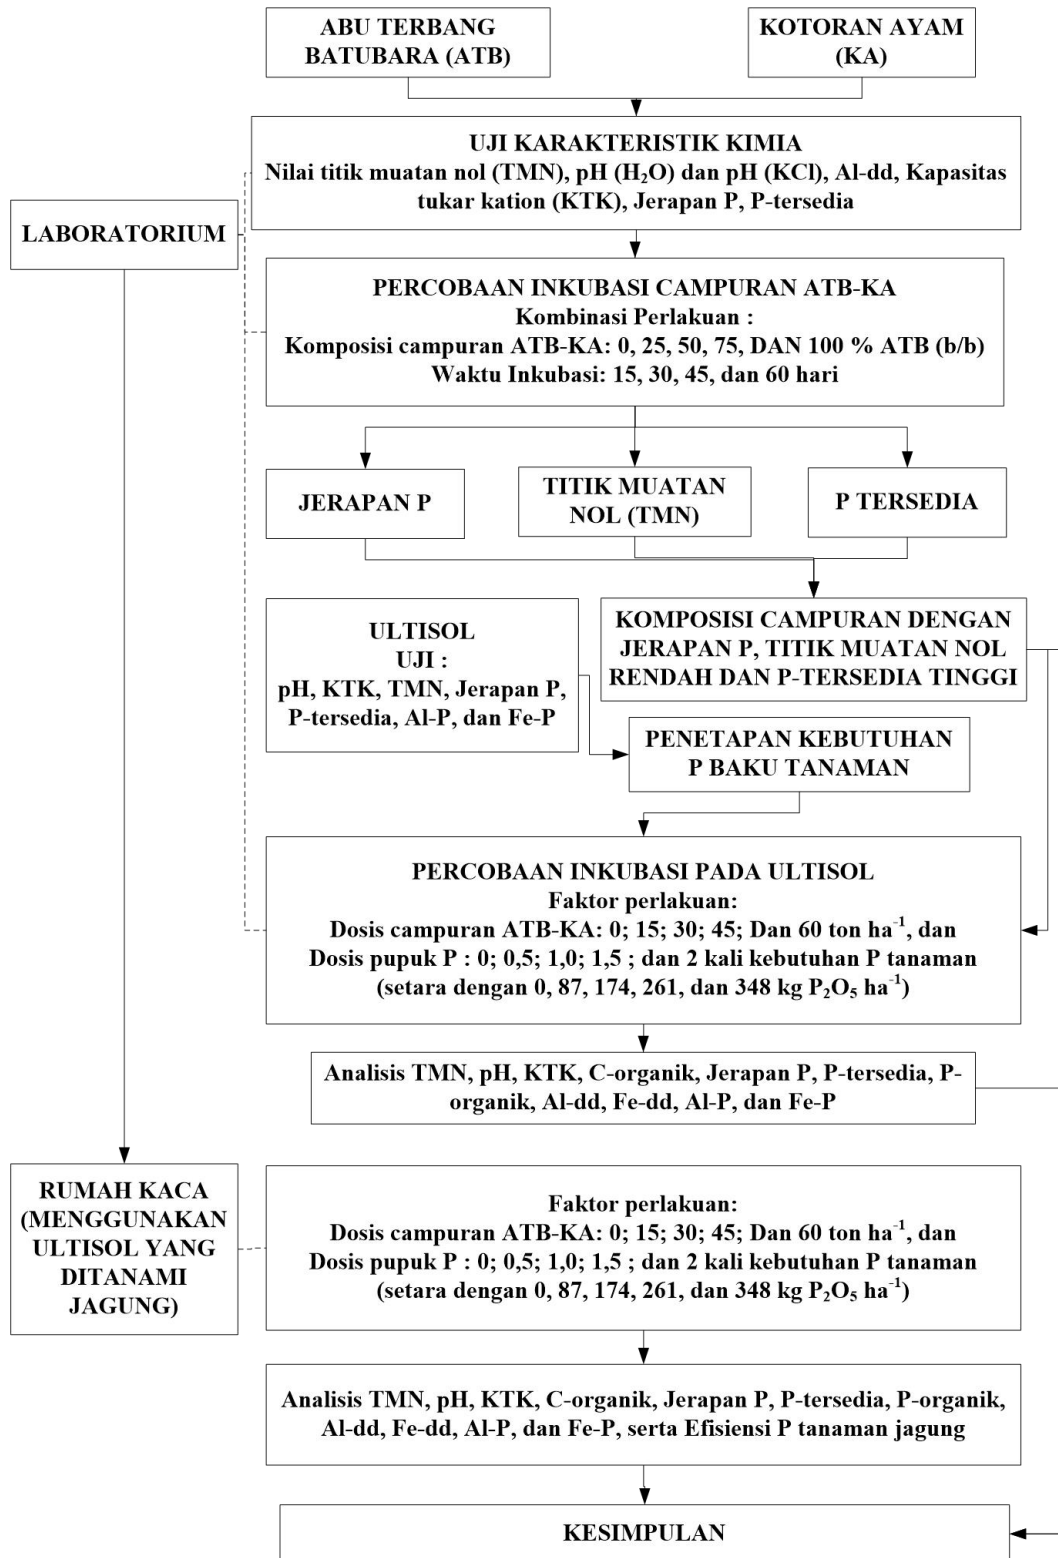 ABU TERBANG
BATUBARA (ATB)
KOTORAN AYAM
(KA)
UJI KARAKTERISTIK KIMIA
Nilai titik muatan nol (TMN), pH (H₂O) dan pH (KCl), Al-dd, Kapasitas
tukar kation (KTK), Jerapan P, P-tersedia
LABORATORIUM
PERCOBAAN INKUBASI CAMPURAN ATB-KA
Kombinasi Perlakuan :
Komposisi campuran ATB-KA: 0, 25, 50, 75, DAN 100 % ATB (b/b)
Waktu Inkubasi: 15, 30, 45, dan 60 hari
JERAPAN P
TITIK MUATAN
NOL (TMN)
P TERSEDIA
ULTISOL
UJI :
pH, KTK, TMN, Jerapan P,
P-tersedia, Al-P, dan Fe-P
KOMPOSISI CAMPURAN DENGAN
JERAPAN P, TITIK MUATAN NOL
RENDAH DAN P-TERSEDIA TINGGI
PENETAPAN KEBUTUHAN
P BAKU TANAMAN
PERCOBAAN INKUBASI PADA ULTISOL
Faktor perlakuan:
Dosis campuran ATB-KA: 0; 15; 30; 45; Dan 60 ton ha⁻¹, dan
Dosis pupuk P : 0; 0,5; 1,0; 1,5 ; dan 2 kali kebutuhan P tanaman
(setara dengan 0, 87, 174, 261, dan 348 kg P₂O₅ ha⁻¹)
Analisis TMN, pH, KTK, C-organik, Jerapan P, P-tersedia, P-
organik, Al-dd, Fe-dd, Al-P, dan Fe-P
RUMAH KACA
(MENGGUNAKAN
ULTISOL YANG
DITANAMI
JAGUNG)
Faktor perlakuan:
Dosis campuran ATB-KA: 0; 15; 30; 45; Dan 60 ton ha⁻¹, dan
Dosis pupuk P : 0; 0,5; 1,0; 1,5 ; dan 2 kali kebutuhan P tanaman
(setara dengan 0, 87, 174, 261, dan 348 kg P₂O₅ ha⁻¹)
Analisis TMN, pH, KTK, C-organik, Jerapan P, P-tersedia, P-organik,
Al-dd, Fe-dd, Al-P, dan Fe-P, serta Efisiensi P tanaman jagung
KESIMPULAN